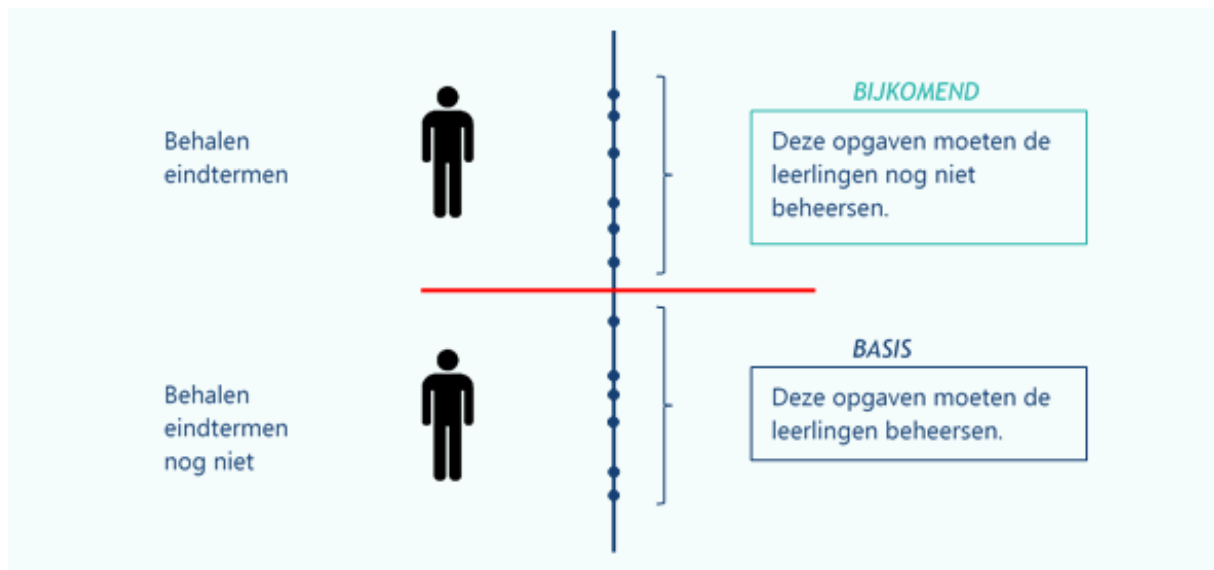 Behalen
eindtermen
BIJKOMEND
Deze opgaven moeten de
leerlingen nog niet
beheersen.
Behalen
eindtermen
nog niet
BASIS
Deze opgaven moeten de
leerlingen beheersen.